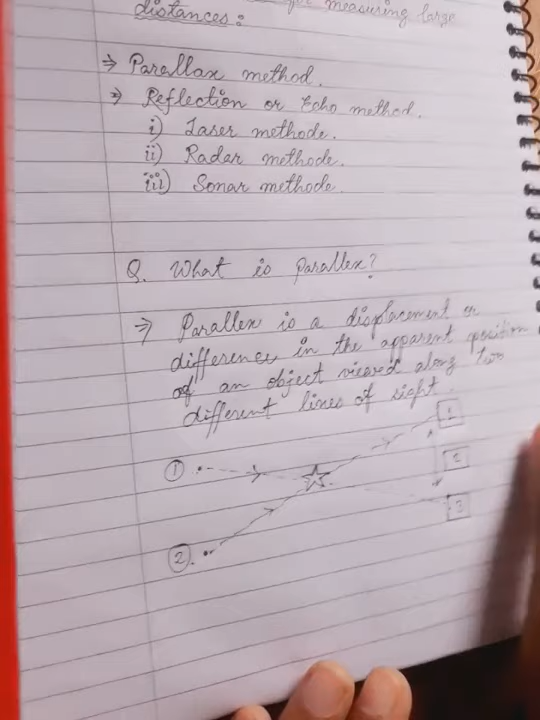 measuring large
distances:
⇒ Parallax method.
⇒ Reflection or Echo method.
i) Laser methode.
ii) Radar methode.
iii) Sonar methode.
Q. What is Parallex?
⇒ Parallex is a displacement or
difference in the apparent position
of an object viewed along two
different lines of sight.
1
1
2
3
2